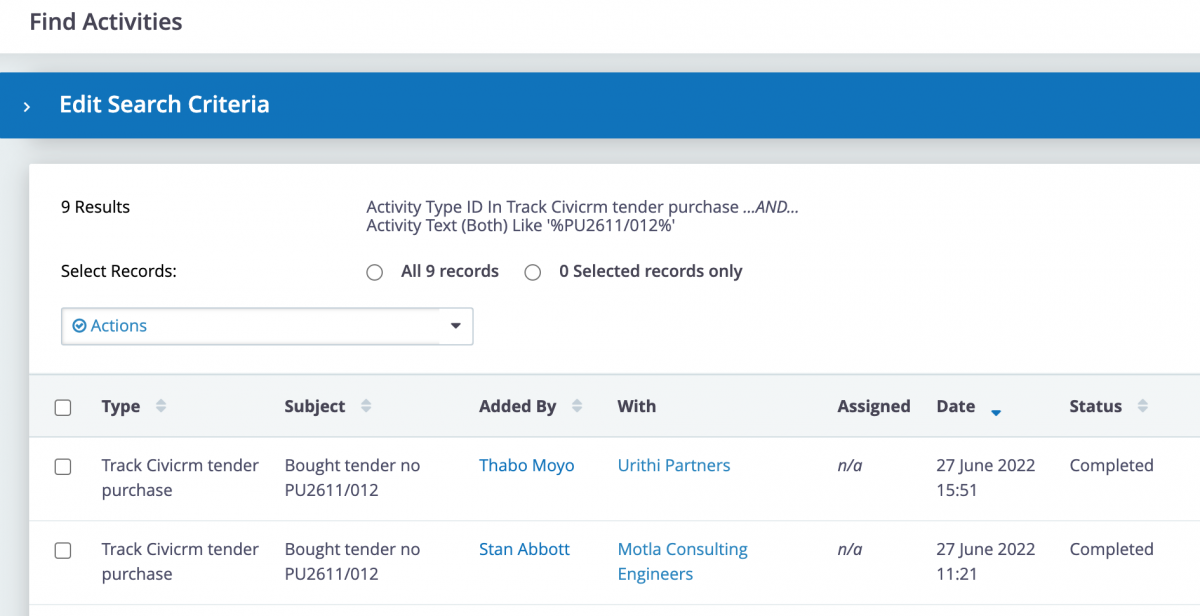 Find Activities
Edit Search Criteria
9 Results
Activity Type ID In Track Civicrm tender purchase ...AND...
Activity Text (Both) Like '%PU2611/012%'
Select Records:
All 9 records
0 Selected records only
Actions
Type Subject Added By With Assigned Date Status
Track Civicrm tender Bought tender no Thabo Moyo Urithi Partners n/a 27 June 2022 Completed
purchase PU2611/012 15:51
Track Civicrm tender Bought tender no Stan Abbott Motla Consulting n/a 27 June 2022 Completed
purchase PU2611/012 Engineers 11:21